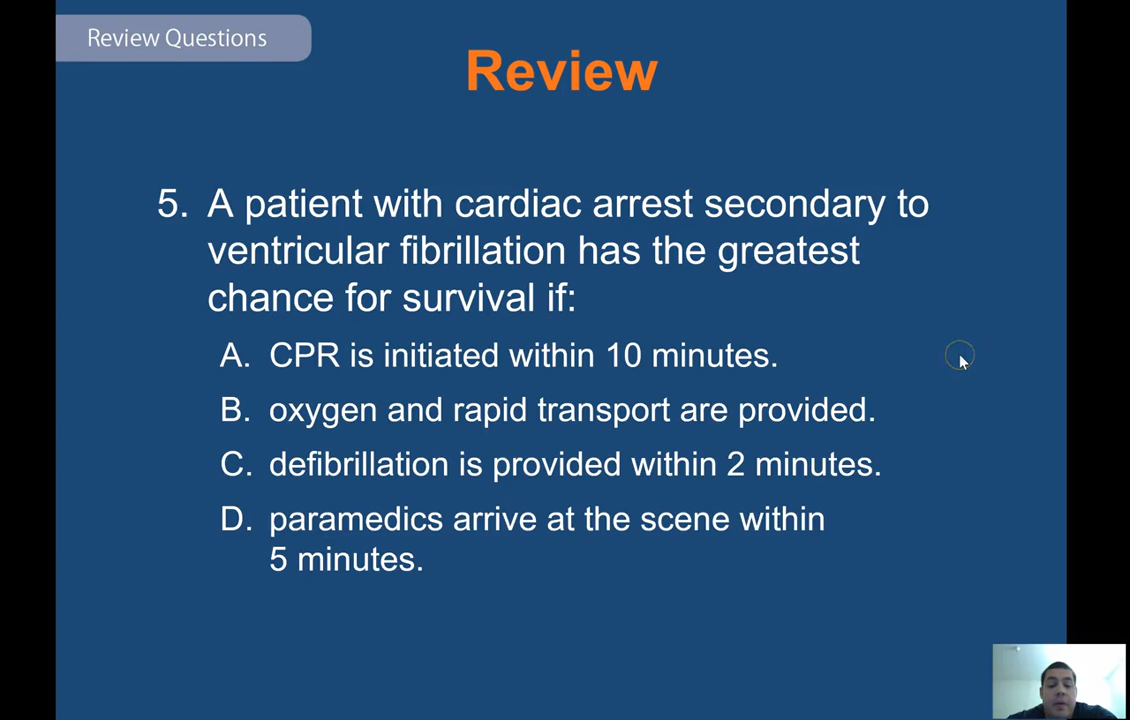 Review Questions
Review
5. A patient with cardiac arrest secondary to
ventricular fibrillation has the greatest
chance for survival if:
A. CPR is initiated within 10 minutes.
B. oxygen and rapid transport are provided.
C. defibrillation is provided within 2 minutes.
D. paramedics arrive at the scene within
5 minutes.